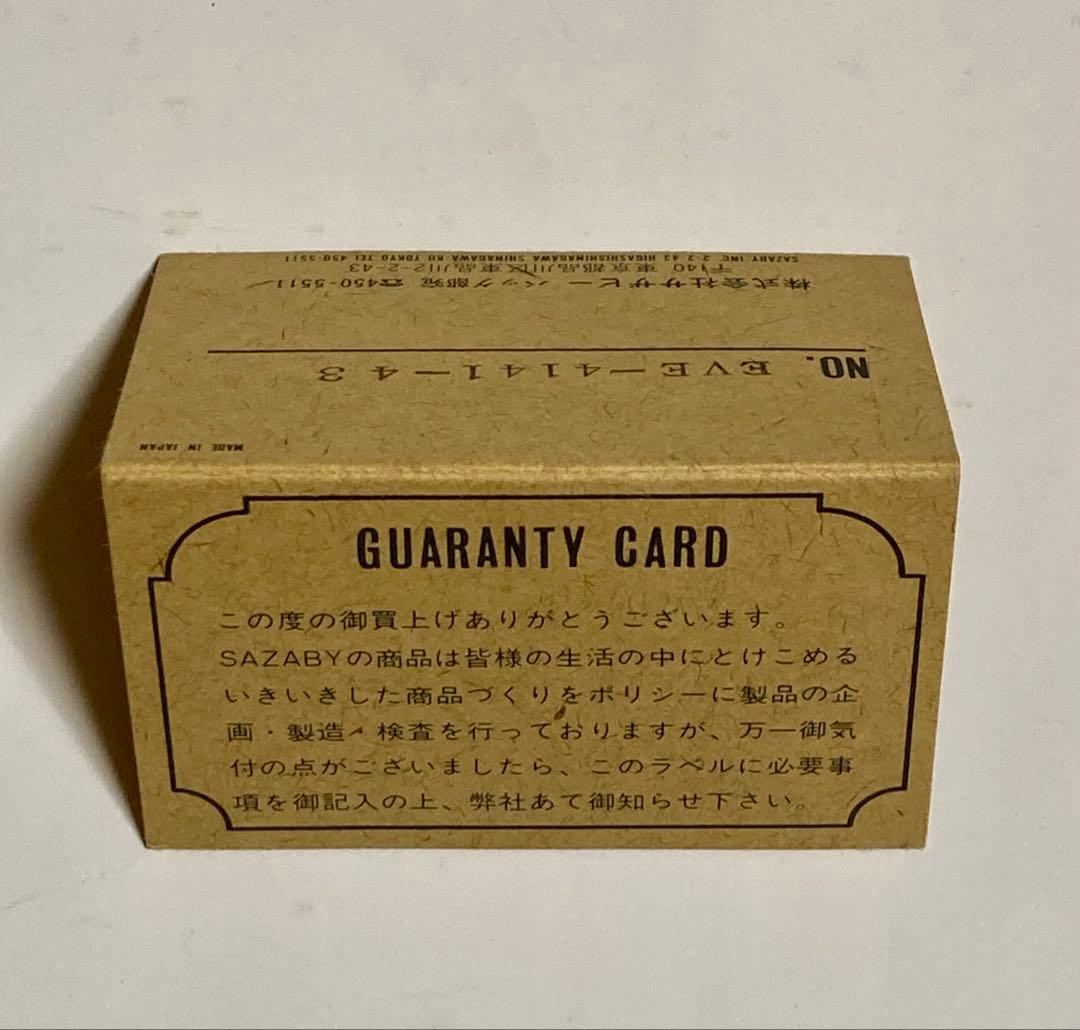 SAZABY INC 2-2-43 HIGASHISHINAGAWA SHINAGAWA KU TOKYO TEL 450-5511
〒140 東京都品川区東品川2-2-43
株式会社サザビー バッグ部宛 ☎450-5511/
NO. EVE-4141-43
MADE IN JAPAN
GUARANTY CARD
この度の御買上げありがとうございます。
SAZABYの商品は皆様の生活の中にとけこめる
いきいきした商品づくりをポリシーに製品の企
画・製造・検査を行っておりますが、万一御気
付の点がございましたら、このラベルに必要事
項を御記入の上、弊社あて御知らせ下さい。